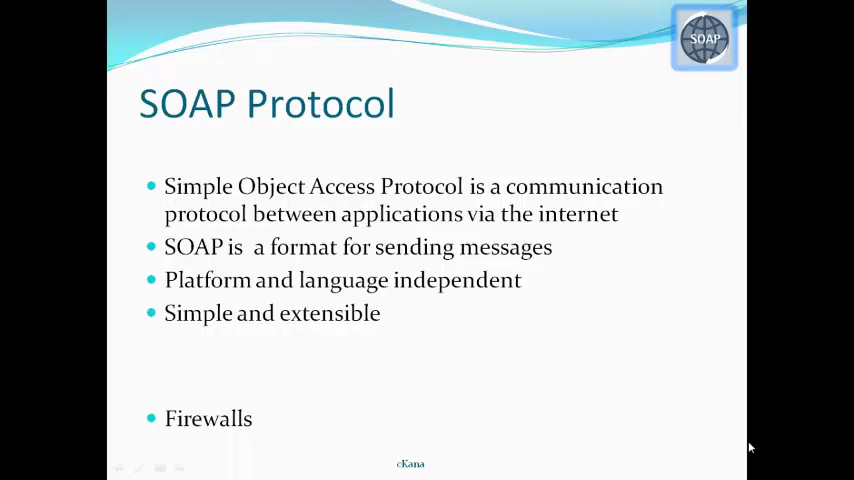 SOAP
SOAP Protocol
Simple Object Access Protocol is a communication
protocol between applications via the internet
SOAP is a format for sending messages
Platform and language independent
Simple and extensible
Firewalls
cKana